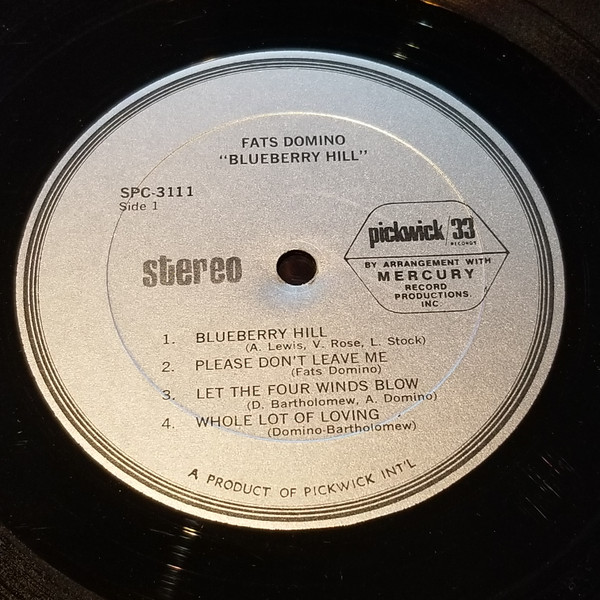 FATS DOMINO
"BLUEBERRY HILL"
SPC-3111
Side 1
stereo
pickwick/33
RECORDS
BY ARRANGEMENT WITH
MERCURY
RECORD
PRODUCTIONS.
INC.
1. BLUEBERRY HILL
(A. Lewis, V. Rose, L. Stock)
2. PLEASE DON'T LEAVE ME
(Fats Domino)
3. LET THE FOUR WINDS BLOW
(D. Bartholomew, A. Domino)
4. WHOLE LOT OF LOVING
(Domino-Bartholomew)
A PRODUCT OF PICKWICK INT'L